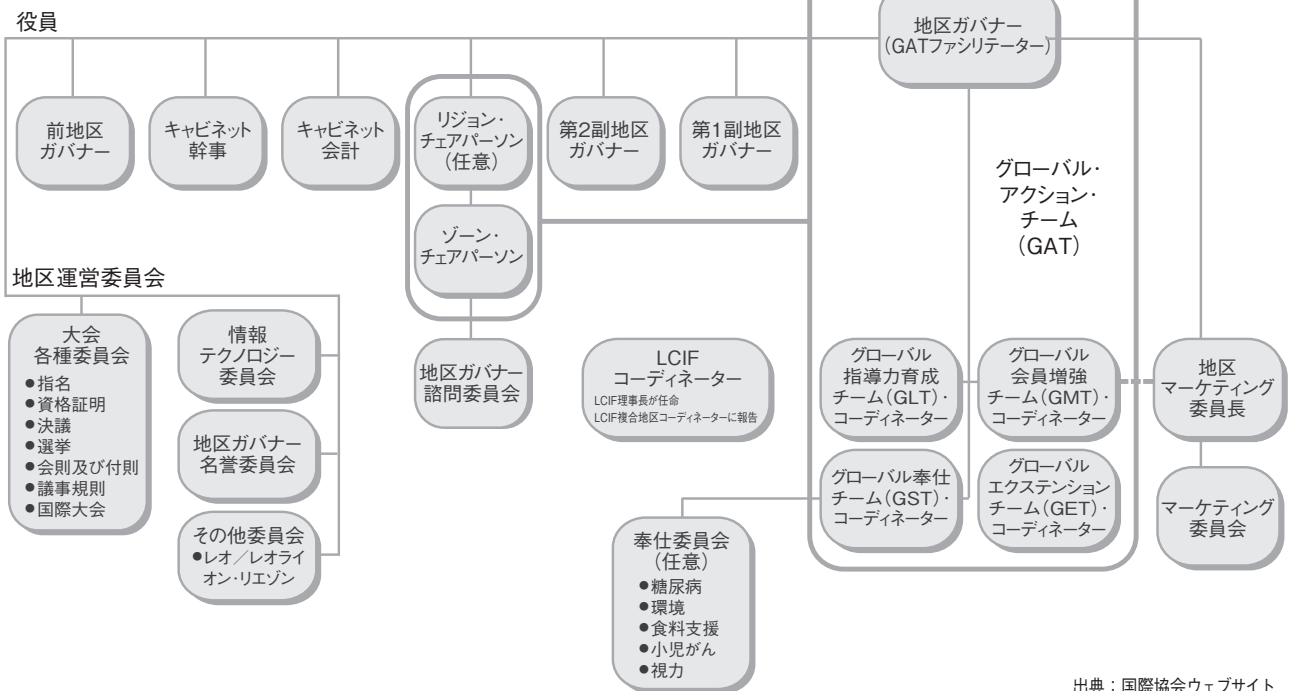 役員
地区ガバナー
(GATファシリテーター)
前地区
ガバナー
キャビネット
幹事
キャビネット
会計
リジョン・
チェアパーソン
(任意)
第2副地区
ガバナー
第1副地区
ガバナー
ゾーン・
チェアパーソン
グローバル・
アクション・
チーム
(GAT)
地区運営委員会
大会
各種委員会
●指名
●資格証明
●決議
●選挙
●会則及び付則
●議事規則
●国際大会
情報
テクノロジー
委員会
地区ガバナー
名誉委員会
その他委員会
●レオ/レオライ
オン・リエゾン
地区ガバナー
諮問委員会
LCIF
コーディネーター
LCIF理事長が任命
LCIF複合地区コーディネーターに報告
グローバル
指導力育成
チーム(GLT)・
コーディネーター
グローバル
会員増強
チーム(GMT)・
コーディネーター
地区
マーケティング
委員長
グローバル奉仕
チーム(GST)・
コーディネーター
グローバル
エクステンション
チーム(GET)・
コーディネーター
マーケティング
委員会
奉仕委員会
(任意)
●糖尿病
●環境
●食料支援
●小児がん
●視力
出典:国際協会ウェブサイト